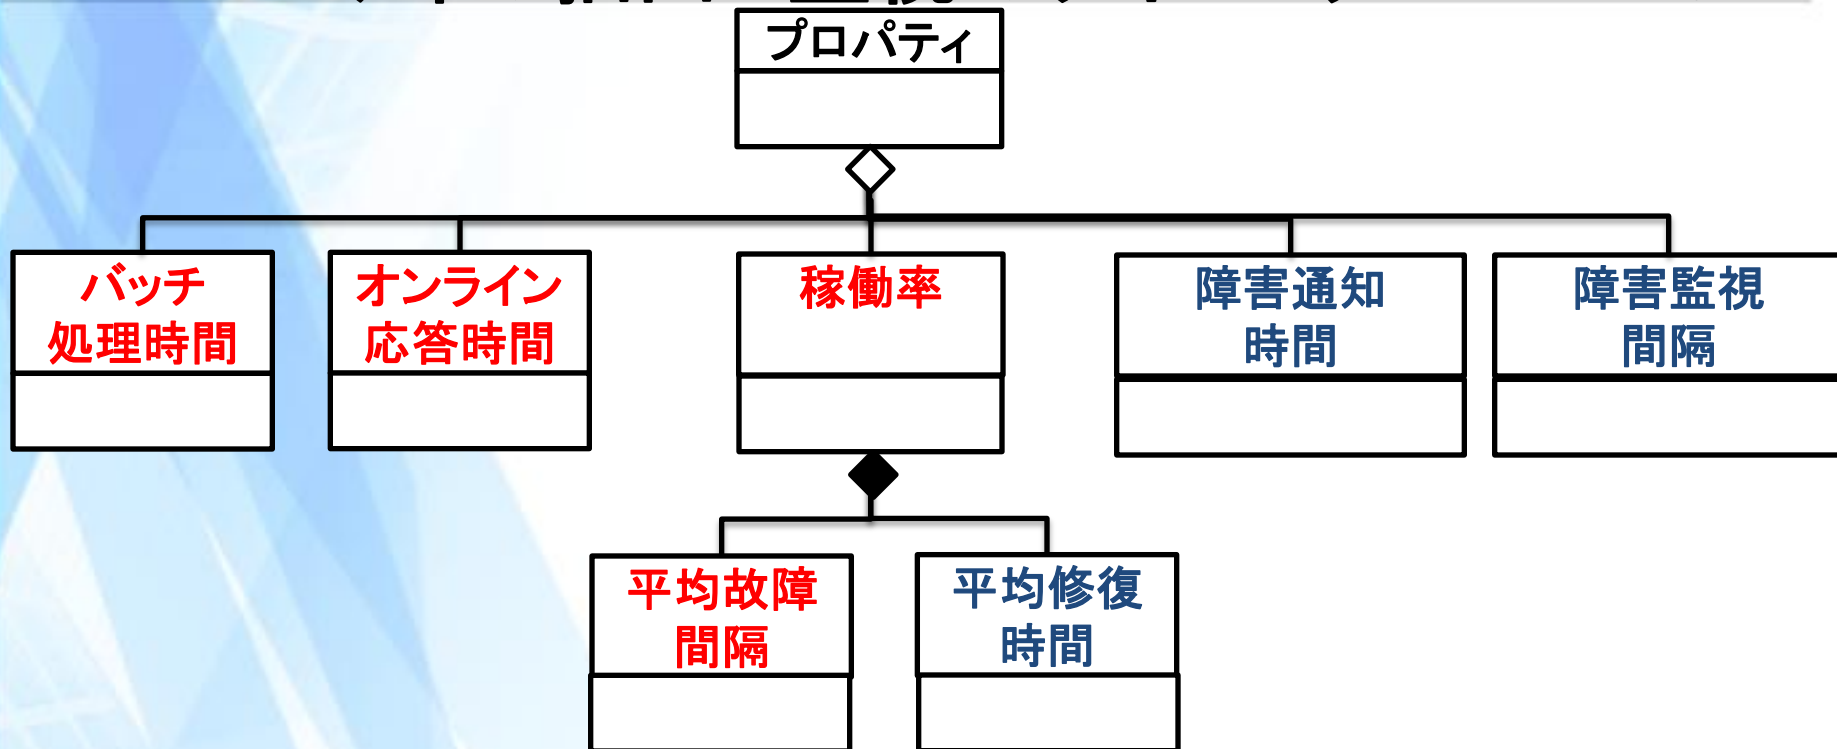 プロパティ
バッチ
処理時間
オンライン
応答時間
稼働率
障害通知
時間
障害監視
間隔
平均故障
間隔
平均修復
時間